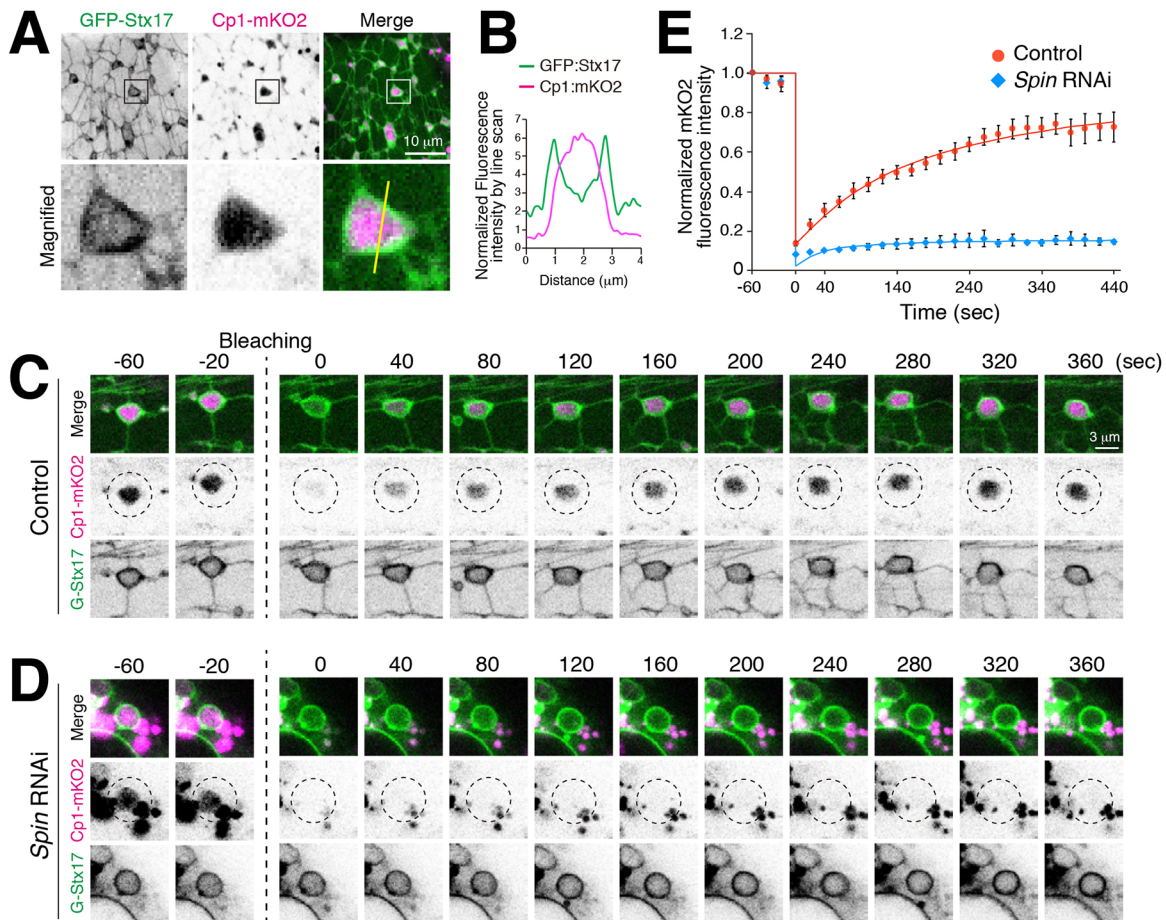 A
GFP-Stx17
Cp1-mKO2
Merge
10 μm
Magnified
B
GFP:Stx17
Cp1:mKO2
Normalized Fluorescence
intensity by line scan
7
6
5
4
3
2
1
0
0 1 2 3 4
Distance (μm)
E
Control
Spin RNAi
Normalized mKO2
fluorescence intensity
1.2
1.0
0.8
0.6
0.4
0.2
0
-60 0 40 140 240 340 440
Time (sec)
C
Bleaching
-60 -20 0 40 80 120 160 200 240 280 320 360 (sec)
Control
Merge
3 μm
Cp1-mKO2
G-Stx17
D
-60 -20 0 40 80 120 160 200 240 280 320 360
Spin RNAi
Merge
Cp1-mKO2
G-Stx17